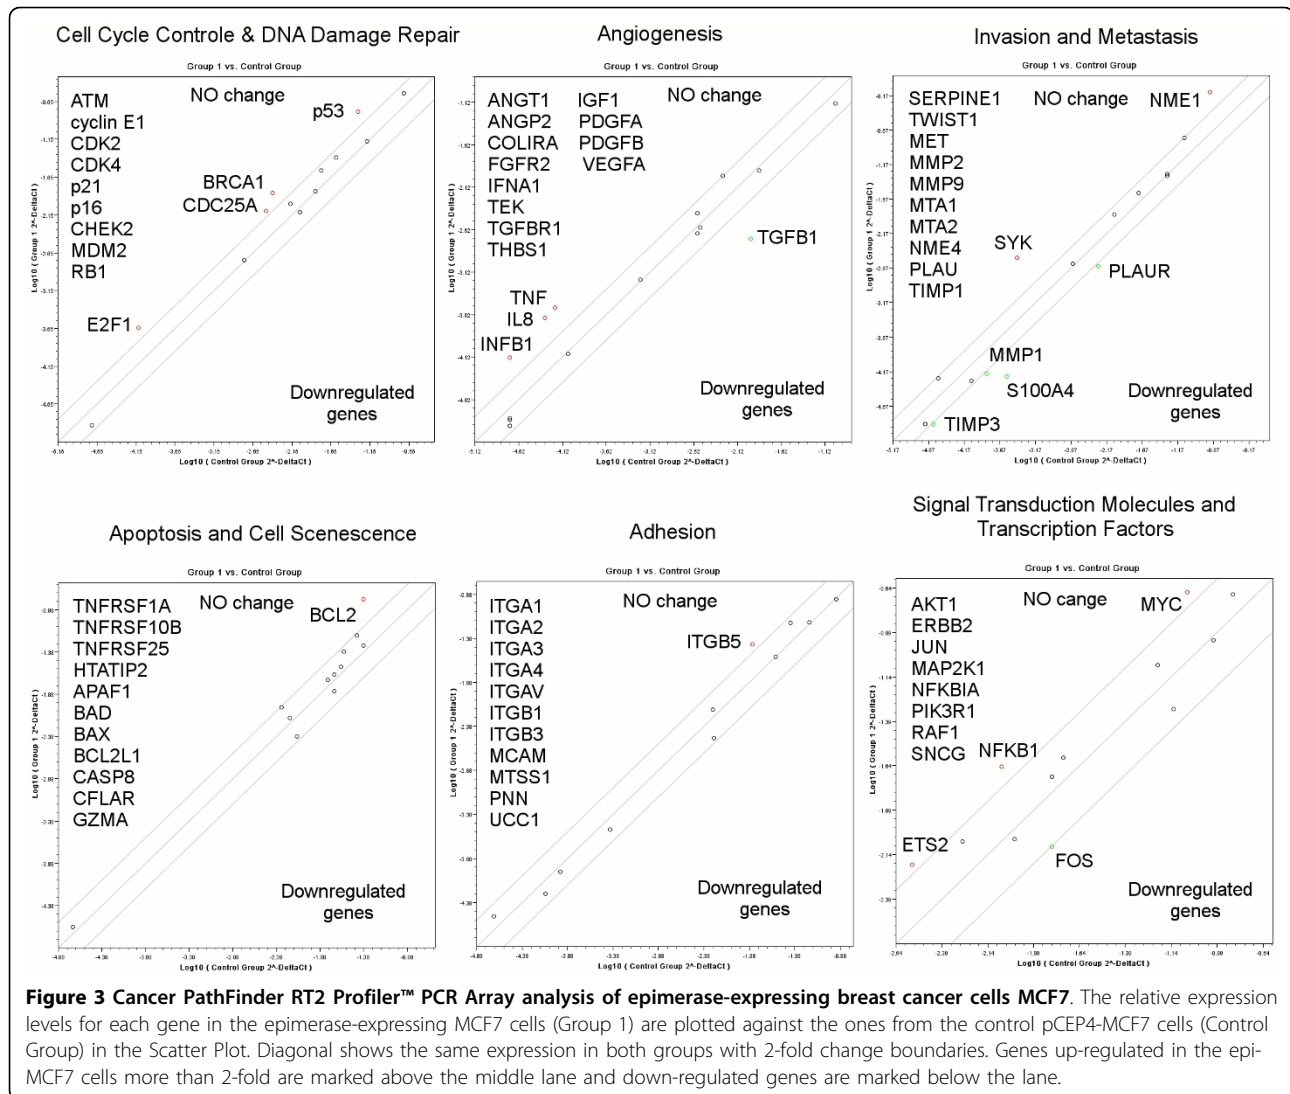 Cell Cycle Controle & DNA Damage Repair
Group 1 vs. Control Group
NO change
ATM
cyclin E1
CDK2
CDK4
p21
p16
CHEK2
MDM2
RB1
p53
BRCA1
CDC25A
E2F1
Downregulated
genes
Log10 ( Group 1 2^-DeltaCt )
Log10 ( Control Group 2^-DeltaCt )
Angiogenesis
Group 1 vs. Control Group
NO change
ANGT1 IGF1
ANGP2 PDGFA
COLIRA PDGFB
FGFR2 VEGFA
IFNA1
TEK
TGFBR1
THBS1
TGFB1
TNF
IL8
INFB1
Downregulated
genes
Log10 ( Group 1 2^-DeltaCt )
Log10 ( Control Group 2^-DeltaCt )
Invasion and Metastasis
Group 1 vs. Control Group
NO change
SERPINE1
TWIST1
MET
MMP2
MMP9
MTA1
MTA2
NME4
PLAU
TIMP1
NME1
SYK
PLAUR
MMP1
S100A4
TIMP3
Downregulated
genes
Log10 ( Group 1 2^-DeltaCt )
Log10 ( Control Group 2^-DeltaCt )
Apoptosis and Cell Scenescence
Group 1 vs. Control Group
NO change
TNFRSF1A
TNFRSF10B
TNFRSF25
HTATIP2
APAF1
BAD
BAX
BCL2L1
CASP8
CFLAR
GZMA
BCL2
Downregulated
genes
Log10 ( Group 1 2^-DeltaCt )
Log10 ( Control Group 2^-DeltaCt )
Adhesion
Group 1 vs. Control Group
NO change
ITGA1
ITGA2
ITGA3
ITGA4
ITGAV
ITGB1
ITGB3
MCAM
MTSS1
PNN
UCC1
ITGB5
Downregulated
genes
Log10 ( Group 1 2^-DeltaCt )
Log10 ( Control Group 2^-DeltaCt )
Signal Transduction Molecules and
Transcription Factors
Group 1 vs. Control Group
NO cange
AKT1
ERBB2
JUN
MAP2K1
NFKBIA
PIK3R1
RAF1
SNCG
MYC
NFKB1
ETS2
FOS
Downregulated
genes
Log10 ( Group 1 2^-DeltaCt )
Log10 ( Control Group 2^-DeltaCt )
Figure 3 Cancer PathFinder RT2 Profiler™ PCR Array analysis of epimerase-expressing breast cancer cells MCF7. The relative expression
levels for each gene in the epimerase-expressing MCF7 cells (Group 1) are plotted against the ones from the control pCEP4-MCF7 cells (Control
Group) in the Scatter Plot. Diagonal shows the same expression in both groups with 2-fold change boundaries. Genes up-regulated in the epi-
MCF7 cells more than 2-fold are marked above the middle lane and down-regulated genes are marked below the lane.